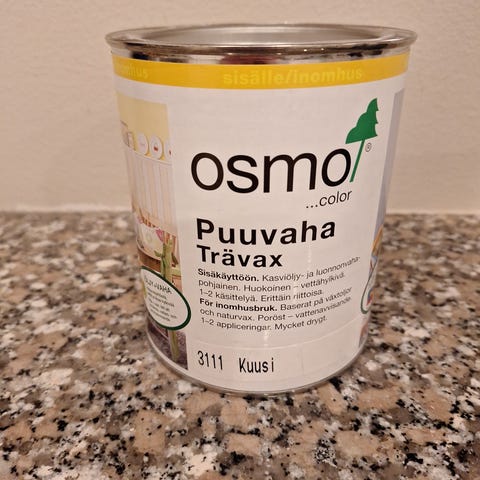 sisälle/inomhus
osmo®
...color
Puuvaha
Trävax
Sisäkäyttöön. Kasviöljy- ja luonnonvaha-
pohjainen. Huokoinen – vettähylkivä.
1–2 käsittelyä. Erittäin riittoisa.
För inomhusbruk. Baserat på växtoljor
och naturvax. Poröst – vattenavvisande.
1–2 appliceringar. Mycket drygt.
3111 Kuusi